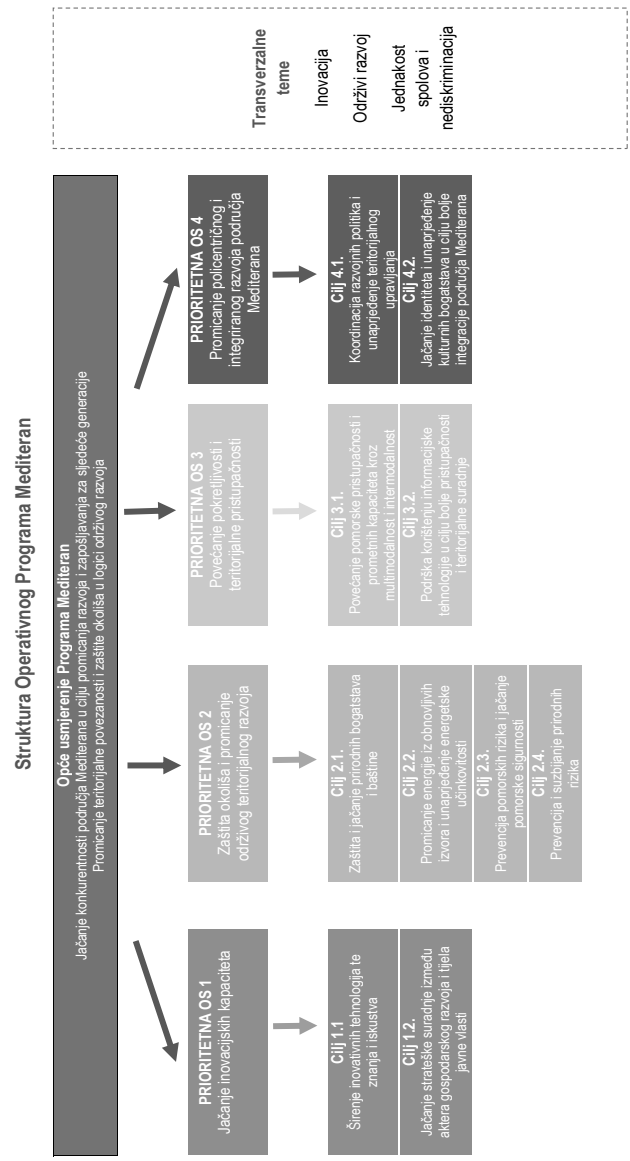 Struktura Operativnog Programa Mediteran
Opće usmjerenje Programa Mediteran
Jačanje konkurentnosti područja Mediterana u cilju promicanja razvoja i zapošljavanja za sljedeće generacije
Promicanje teritorijalne povezanosti i zaštite okoliša u logici održivog razvoja
PRIORITETNA OS 1
Jačanje inovacijskih kapaciteta
Cilj 1.1
Širenje inovativnih tehnologija te
znanja i iskustva
Cilj 1.2.
Jačanje strateške suradnje između
aktera gospodarskog razvoja i tijela
javne vlasti
PRIORITETNA OS 2
Zaštita okoliša i promicanje
održivog teritorijalnog razvoja
Cilj 2.1.
Zaštita i jačanje prirodnih bogatstava
i baštine
Cilj 2.2.
Promicanje energije iz obnovljivih
izvora i unaprjeđenje energetske
učinkovitosti
Cilj 2.3.
Prevencija pomorskih rizika i jačanje
pomorske sigurnosti
Cilj 2.4.
Prevencija i suzbijanje prirodnih
rizika
PRIORITETNA OS 3
Povećanje pokretljivosti i
teritorijalne pristupačnosti
Cilj 3.1.
Povećanje pomorske pristupačnosti i
prometnih kapaciteta kroz
multimodalnost i intermodalnost
Cilj 3.2.
Podrška korištenju informacijske
tehnologije u cilju bolje pristupačnosti
i teritorijalne suradnje
PRIORITETNA OS 4
Promicanje policentričnog i
integriranog razvoja područja
Mediterana
Cilj 4.1.
Koordinacija razvojnih politika i
unaprjeđenje teritorijalnog
upravljanja
Cilj 4.2.
Jačanje identiteta i unaprjeđenje
kulturnih bogatstava u cilju bolje
integracije područja Mediterana
Transverzalne
teme
Inovacija
Održivi razvoj
Jednakost
spolova i
nediskriminacija